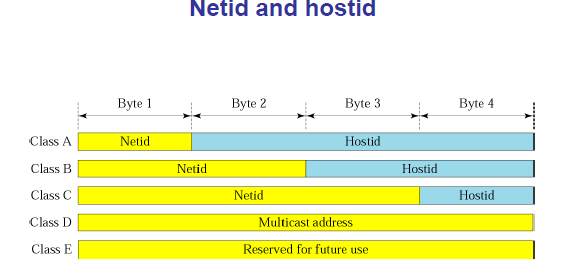 Netid and hostid
Byte 1 Byte 2 Byte 3 Byte 4
Class A Netid Hostid
Class B Netid Hostid
Class C Netid Hostid
Class D Multicast address
Class E Reserved for future use